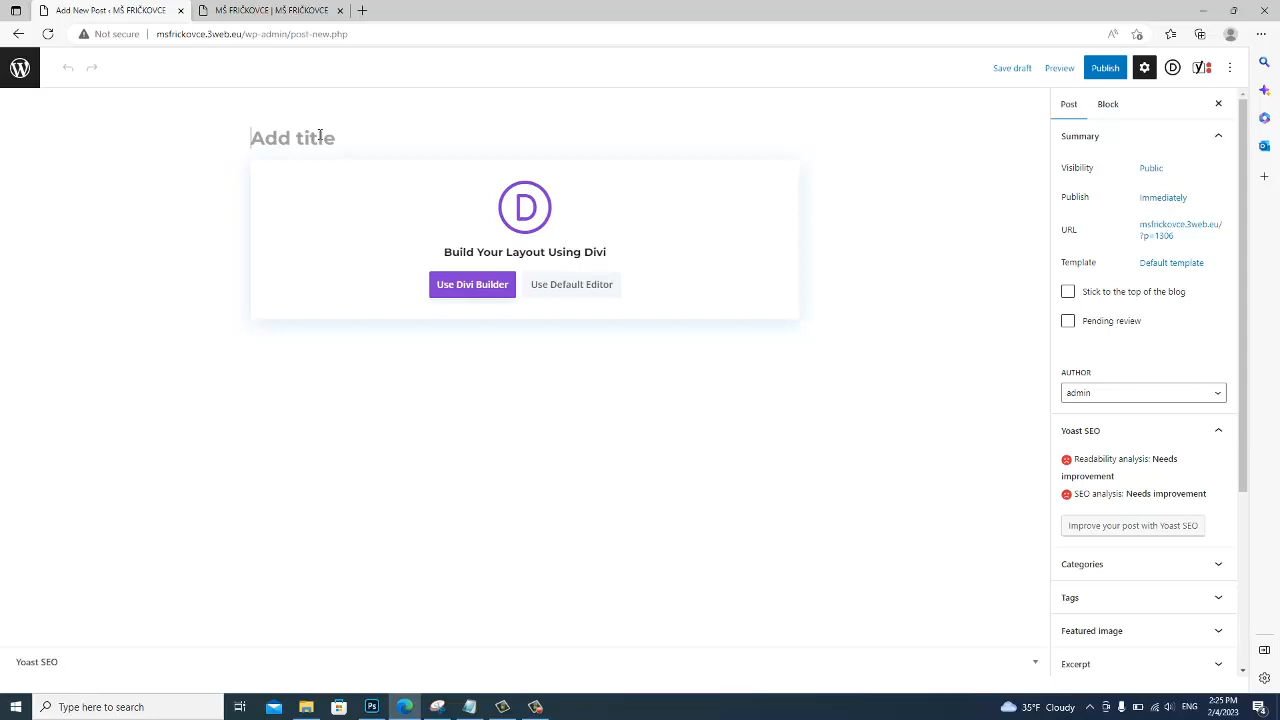 Add New Post ‹ MŠ FRIČKOVCE
MŠ FRIČKOVCE | MŠ FRIČKOVCE
Not secure
msfrickovce.3web.eu/wp-admin/post-new.php
Save draft
Preview
Publish
Add title
Build Your Layout Using Divi
Use Divi Builder
Use Default Editor
Post
Block
Summary
Visibility
Public
Publish
Immediately
URL
msfrickovce.3web.eu/
?p=1306
Template
Default template
Stick to the top of the blog
Pending review
AUTHOR
admin
Yoast SEO
Readability analysis: Needs
improvement
SEO analysis: Needs improvement
Improve your post with Yoast SEO
Categories
Tags
Featured image
Excerpt
Yoast SEO
Type here to search
Ps
35°F Cloudy
2:25 PM
2/4/2023